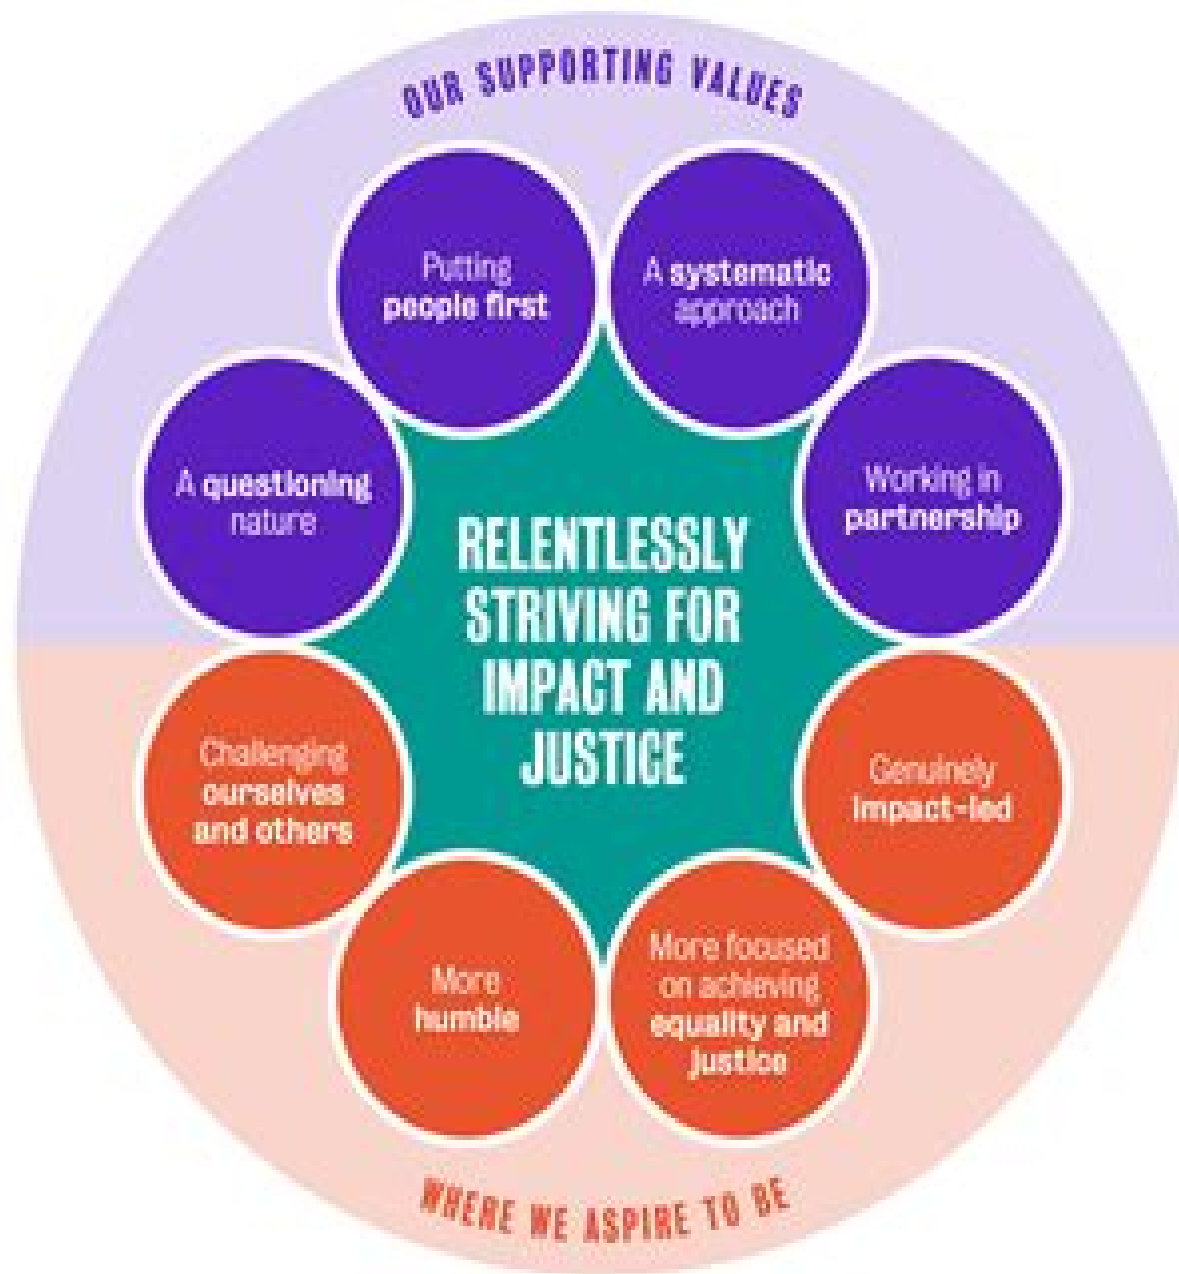 OUR SUPPORTING VALUES
Putting
people first
A systematic
approach
A questioning
nature
Working in
partnership
RELENTLESSLY
STRIVING FOR
IMPACT AND
JUSTICE
Challenging
ourselves
and others
Genuinely
impact-led
More
humble
More focused
on achieving
equality and
justice
WHERE WE ASPIRE TO BE